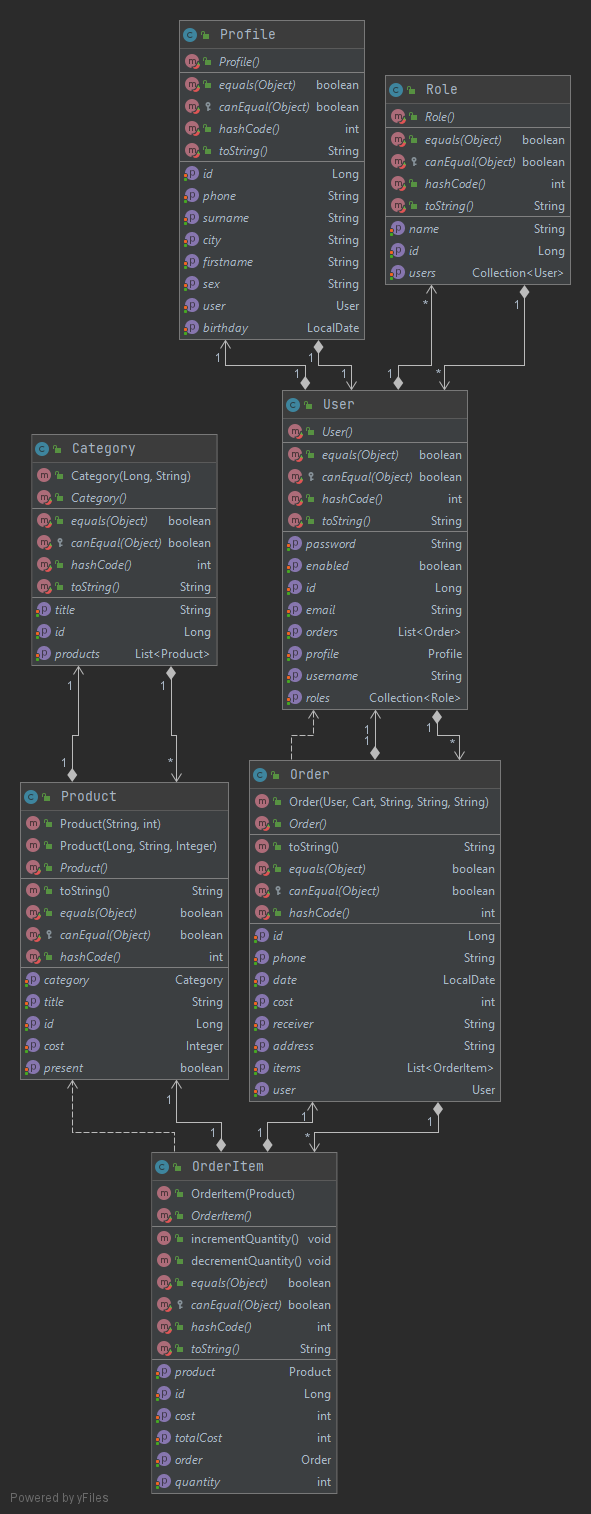 Profile
Profile()
equals(Object) boolean
canEqual(Object) boolean
hashCode() int
toString() String
id Long
phone String
surname String
city String
firstname String
sex String
user User
birthday LocalDate
Role
Role()
equals(Object) boolean
canEqual(Object) boolean
hashCode() int
toString() String
name String
id Long
users Collection<User>
1
1
*
1
1
1
1
*
User
User()
equals(Object) boolean
canEqual(Object) boolean
hashCode() int
toString() String
password String
enabled boolean
id Long
email String
orders List<Order>
profile Profile
username String
roles Collection<Role>
Category
Category(Long, String)
Category()
equals(Object) boolean
canEqual(Object) boolean
hashCode() int
toString() String
title String
id Long
products List<Product>
1
1
1
*
1
1
1
*
Product
Product(String, int)
Product(Long, String, Integer)
Product()
toString() String
equals(Object) boolean
canEqual(Object) boolean
hashCode() int
category Category
title String
id Long
cost Integer
present boolean
Order
Order(User, Cart, String, String, String)
Order()
toString() String
equals(Object) boolean
canEqual(Object) boolean
hashCode() int
id Long
phone String
date LocalDate
cost int
receiver String
address String
items List<OrderItem>
user User
1
1
1
1
1
*
OrderItem
OrderItem(Product)
OrderItem()
incrementQuantity() void
decrementQuantity() void
equals(Object) boolean
canEqual(Object) boolean
hashCode() int
toString() String
product Product
id Long
cost int
totalCost int
order Order
quantity int
Powered by yFiles